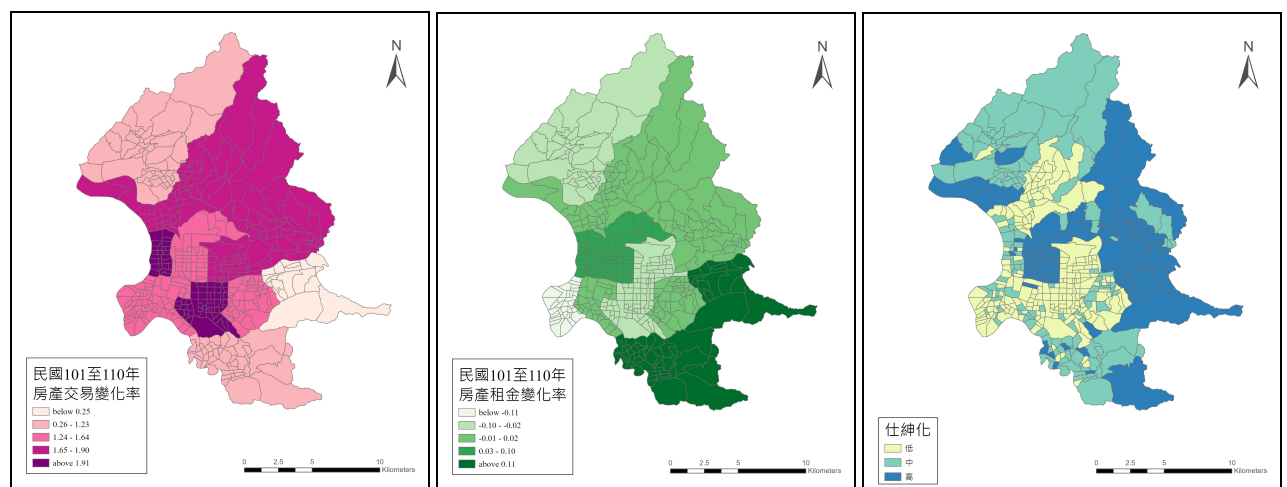 N
民國101至110年
房產交易變化率
below 0.25
0.26 - 1.23
1.24 - 1.64
1.65 - 1.90
above 1.91
0 2.5 5 10
Kilometers
N
民國101至110年
房產租金變化率
below -0.11
-0.10 - -0.02
-0.01 - 0.02
0.03 - 0.10
above 0.11
0 2.5 5 10
Kilometers
N
仕紳化
低
中
高
0 2.5 5 10
Kilometers